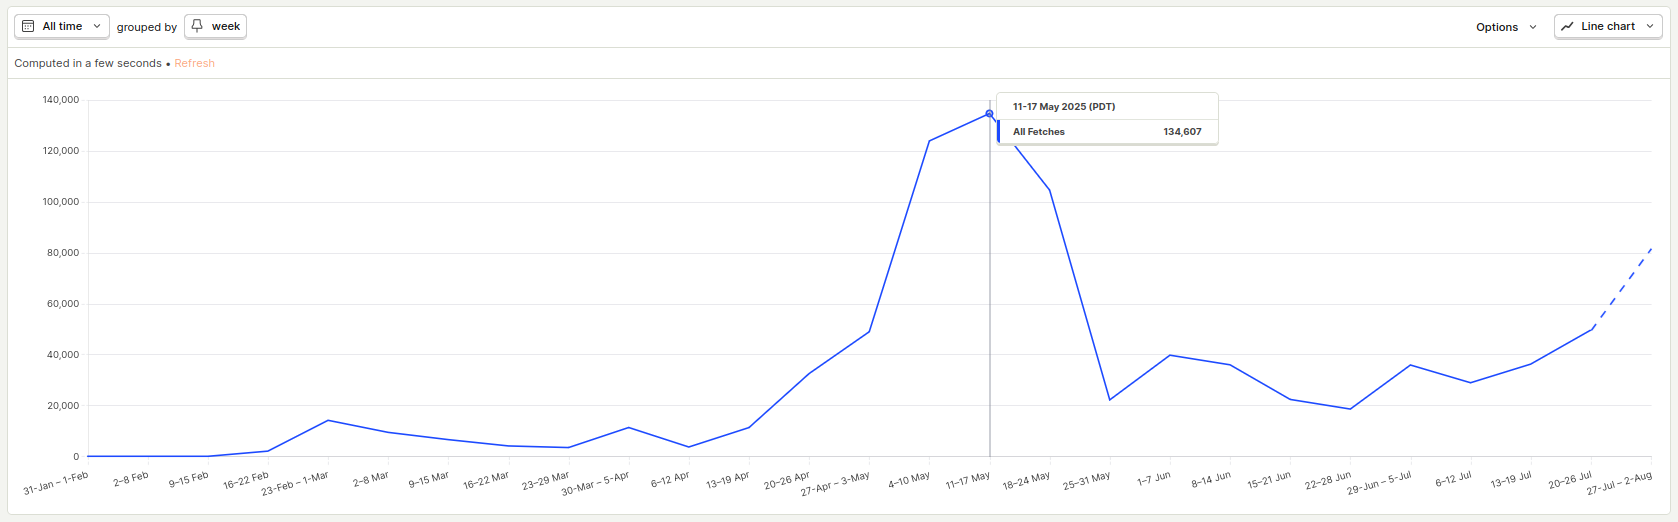 All time grouped by week Options Line chart
Computed in a few seconds • Refresh
140,000
120,000
100,000
80,000
60,000
40,000
20,000
0
11-17 May 2025 (PDT)
All Fetches 134,607
31-Jan – 1-Feb
2–8 Feb
9–15 Feb
16–22 Feb
23-Feb – 1-Mar
2–8 Mar
9–15 Mar
16–22 Mar
23–29 Mar
30-Mar – 5-Apr
6–12 Apr
13–19 Apr
20–26 Apr
27-Apr – 3-May
4–10 May
11–17 May
18–24 May
25–31 May
1–7 Jun
8–14 Jun
15–21 Jun
22–28 Jun
29-Jun – 5-Jul
6–12 Jul
13–19 Jul
20–26 Jul
27-Jul – 2-Aug